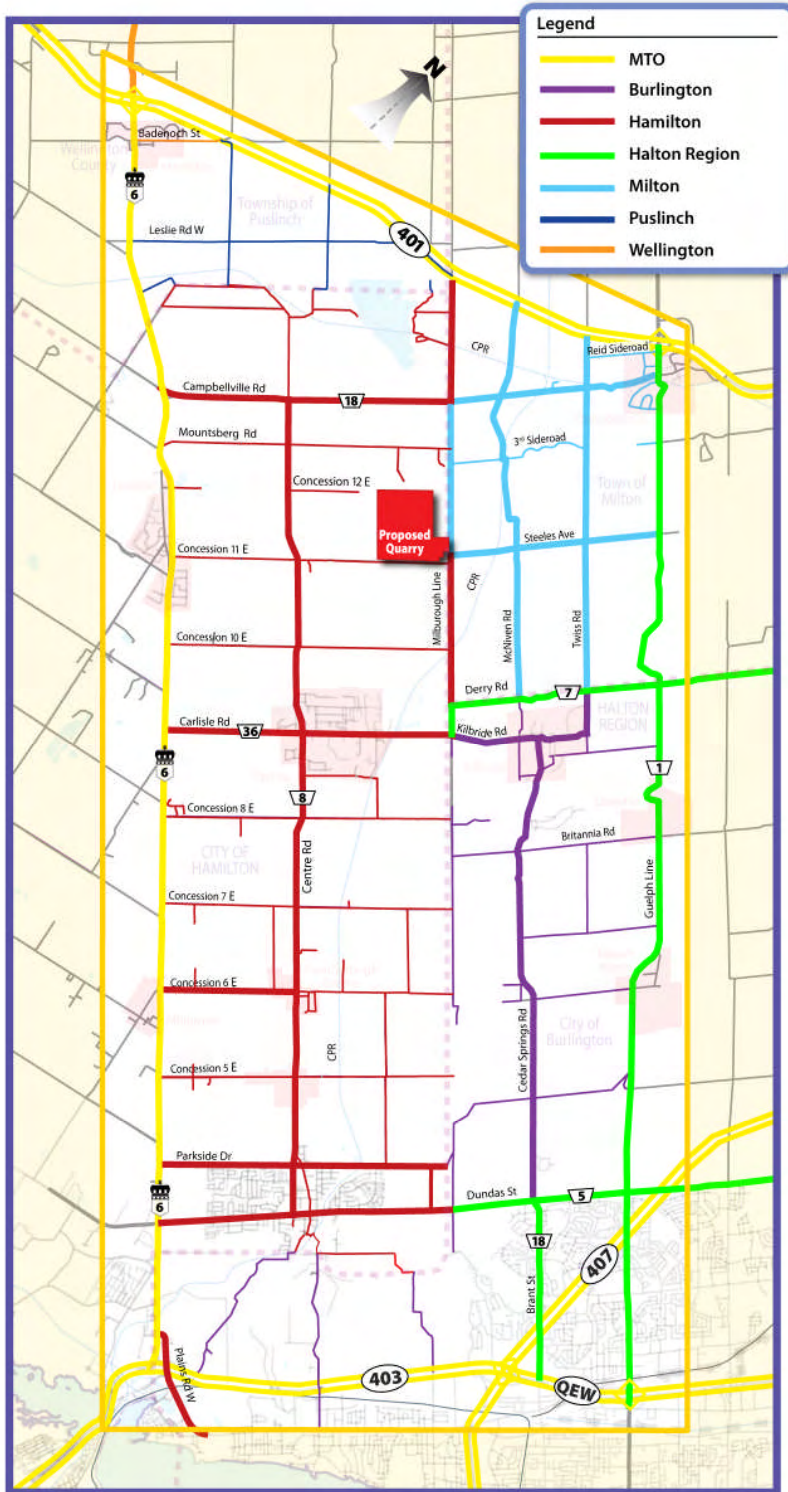 Legend
MTO
Burlington
Hamilton
Halton Region
Milton
Puslinch
Wellington
N
Badenoch St
Wellington
County
6
Township of
Puslinch
Leslie Rd W
401
CPR
Reid Sideroad
Campbellville Rd
18
Mountsberg Rd
3rd Sideroad
Concession 12 E
Town of
Milton
Proposed
Quarry
Steeles Ave
Concession 11 E
Milburough Line
CPR
McNiven Rd
Twiss Rd
Concession 10 E
Derry Rd
7
HALTON
REGION
Carlisle Rd
36
Kilbride Rd
6
1
8
Concession 8 E
Centre Rd
Britannia Rd
CITY OF
HAMILTON
Guelph Line
Concession 7 E
Concession 6 E
City of
Burlington
CPR
Cedar Springs Rd
Concession 5 E
Parkside Dr
6
Dundas St
5
18
407
Brant St
Plains Rd W
403
QEW